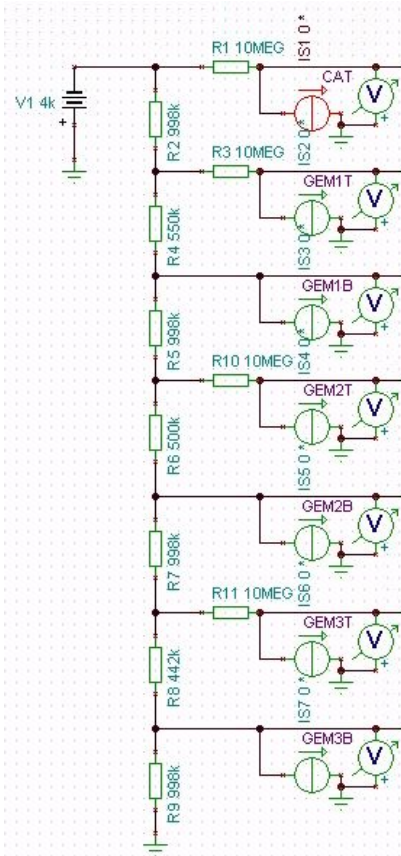 IS1 0 *
R1 10MEG
CAT
V
V1 4k
+
+
R2 998k
IS2 0 *
R3 10MEG
GEM1T
V
+
R4 550k
IS3 0 *
GEM1B
V
+
R5 998k
IS4 0 *
R10 10MEG
GEM2T
V
+
R6 500k
IS5 0 *
GEM2B
V
+
R7 998k
IS6 0 *
R11 10MEG
GEM3T
V
+
R8 442k
IS7 0 *
GEM3B
V
+
R9 998k